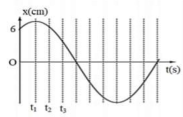 x(cm)
6
O
t(s)
t₁ t₂ t₃